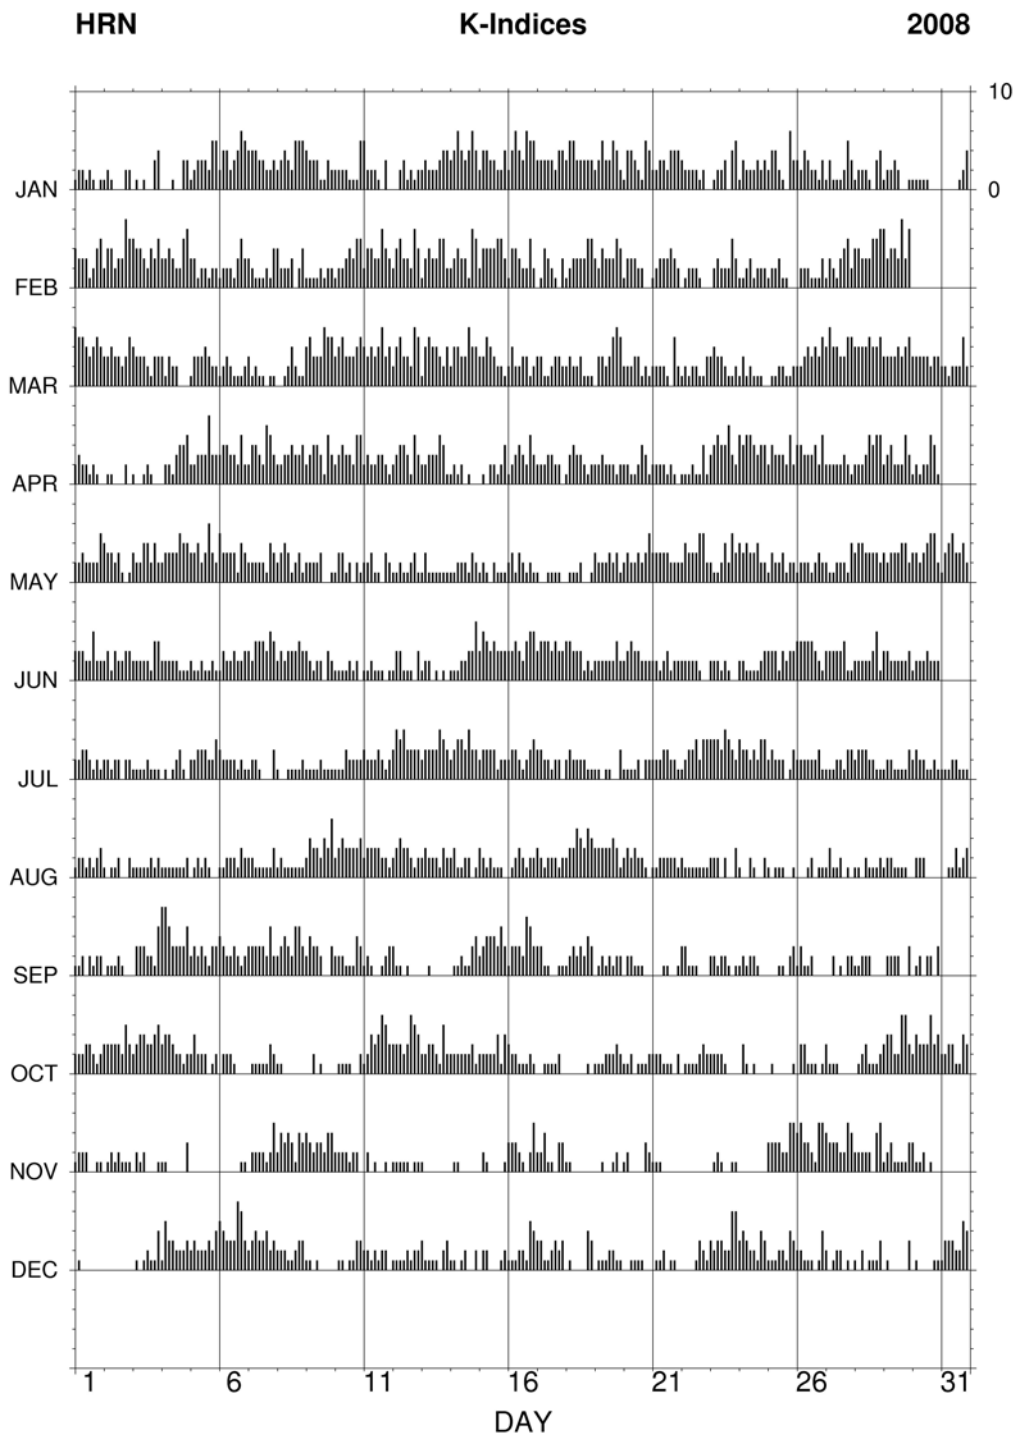 HRN K-Indices 2008
10
JAN 0
FEB
MAR
APR
MAY
JUN
JUL
AUG
SEP
OCT
NOV
DEC
1 6 11 16 21 26 31
DAY